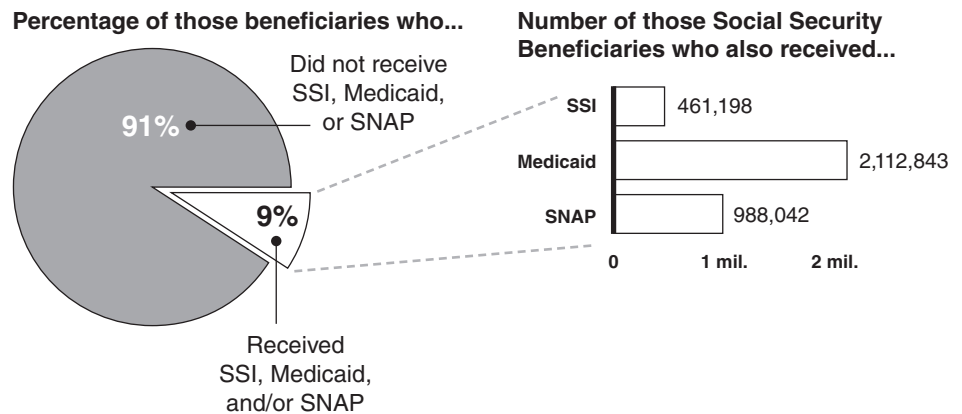 Percentage of those beneficiaries who...
Did not receive
SSI, Medicaid,
or SNAP
91%
9%
Received
SSI, Medicaid,
and/or SNAP
Number of those Social Security
Beneficiaries who also received...
SSI 461,198
Medicaid 2,112,843
SNAP 988,042
0 1 mil. 2 mil.